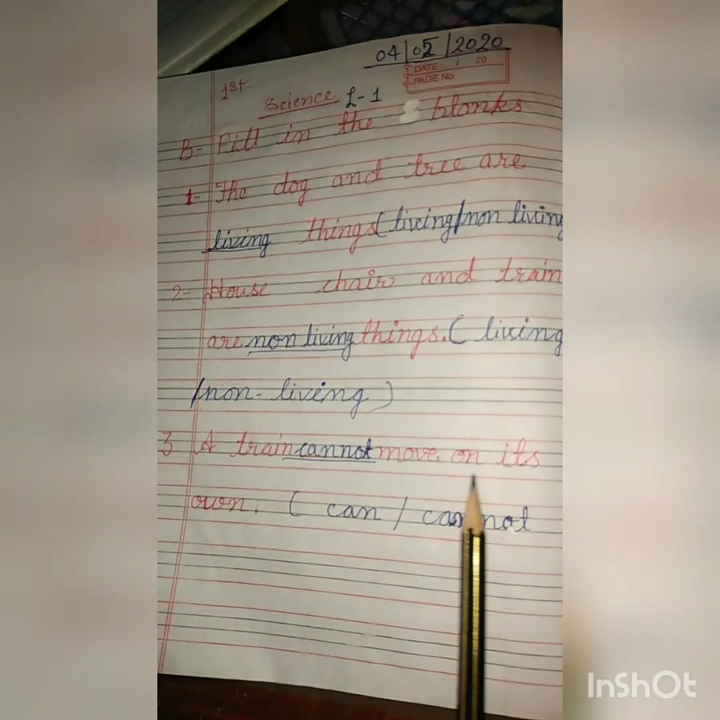 04/05/2020
DATE / 20
PAGE No
1st
Science L-1
B- Fill in the blanks
1- The dog and tree are
living things (living/non living
2- House chair and train
are non living things. ( living
/non-living )
3 A train cannot move on its
own. ( can / cannot
InShOt